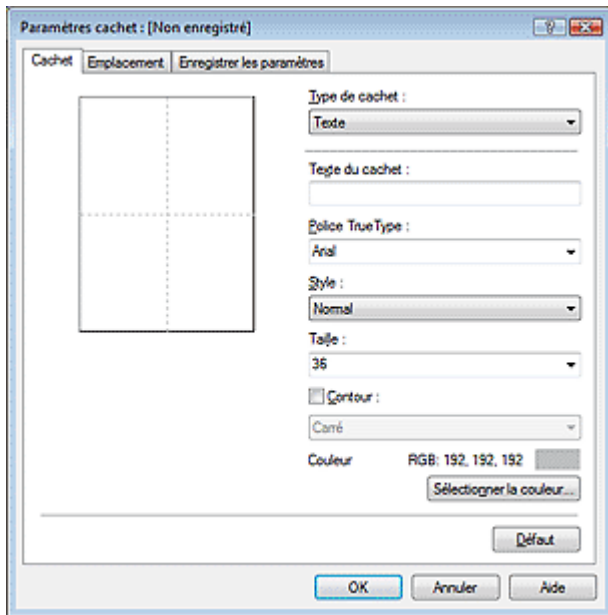 Paramètres cachet : [Non enregistré]
Cachet Emplacement Enregistrer les paramètres
Type de cachet :
Texte
Texte du cachet :
Police TrueType :
Arial
Style :
Normal
Taille :
36
Contour :
Carré
Couleur RGB: 192, 192, 192
Sélectionner la couleur...
Défaut
OK Annuler Aide